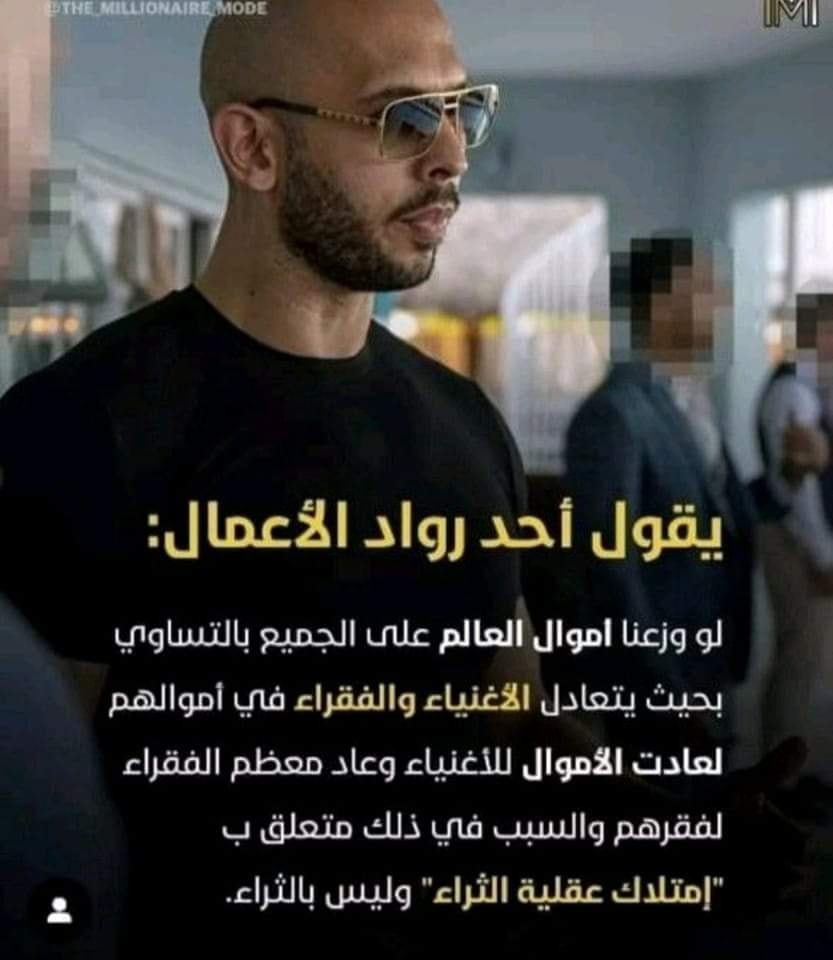 @THE_MILLIONAIRE_MODE
M
يقول أحد رواد الأعمال:
لو وزعنا أموال العالم على الجميع بالتساوي
بحيث يتعادل الأغنياء والفقراء في أموالهم
لعادت الأموال للأغنياء وعاد معظم الفقراء
لفقرهم والسبب في ذلك متعلق ب
"إمتلاك عقلية الثراء" وليس بالثراء.